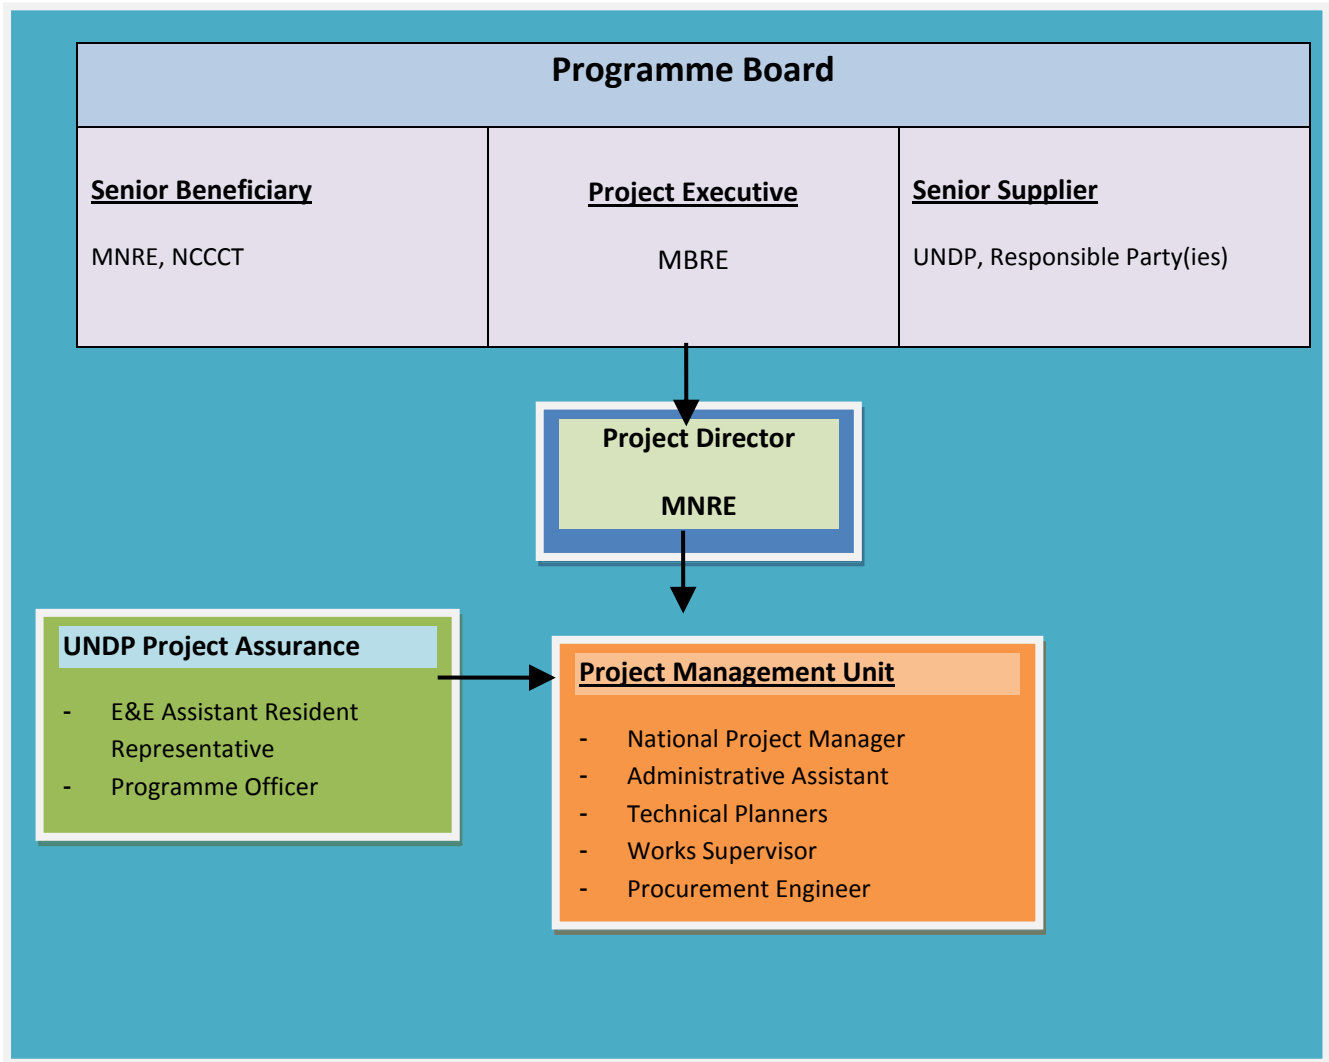 Programme Board
Senior Beneficiary
MNRE, NCCCT
Project Executive
MBRE
Senior Supplier
UNDP, Responsible Party(ies)
Project Director
MNRE
UNDP Project Assurance
- E&E Assistant Resident
Representative
- Programme Officer
Project Management Unit
- National Project Manager
- Administrative Assistant
- Technical Planners
- Works Supervisor
- Procurement Engineer